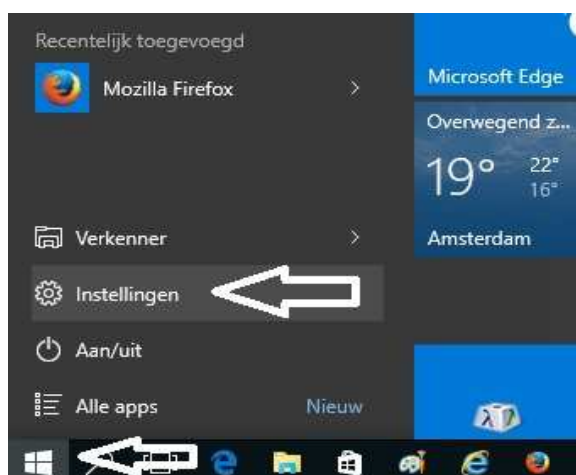 Recentelijk toegevoegd
Mozilla Firefox
Verkenner
Instellingen
Aan/uit
Alle apps
Nieuw
Microsoft Edge
Overwegend z...
19°
22°
16°
Amsterdam